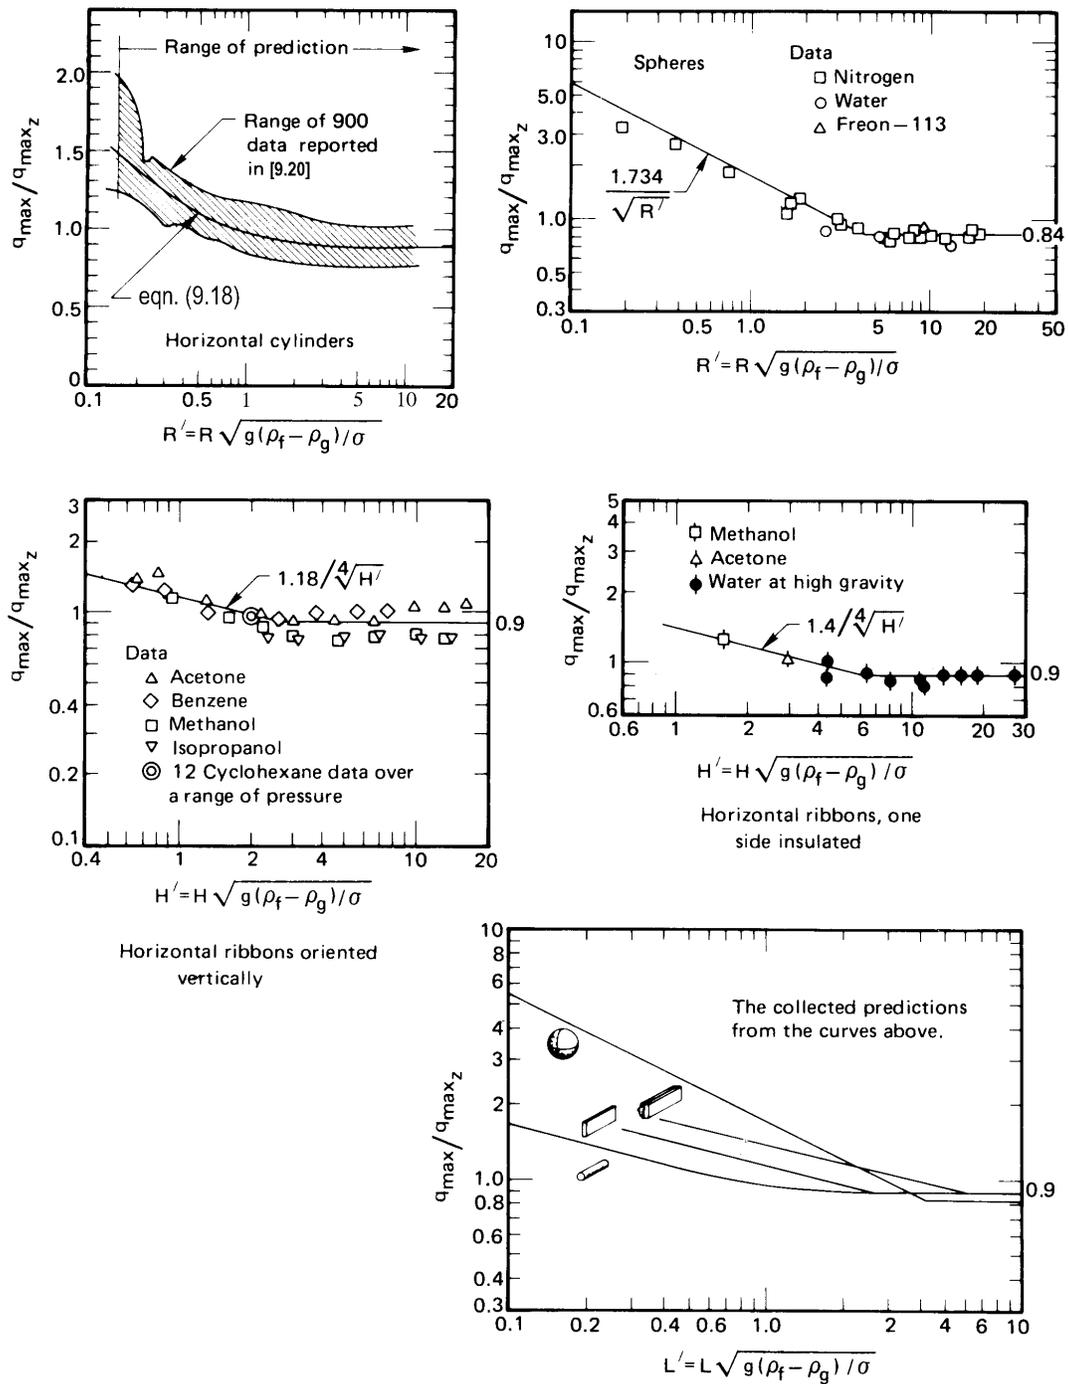 Range of prediction
2.0
Range of 900
data reported
in [9.20]
1.5
q_max/q_max_z
1.0
eqn. (9.18)
0.5
Horizontal cylinders
0
0.1 0.5 1 5 10 20
R′=R√g(ρ_f−ρ_g)/σ
10
Spheres
Data
□ Nitrogen
○ Water
△ Freon−113
5.0
3.0
1.734
√R′
q_max/q_max_z
1.0
0.84
0.5
0.3
0.1 0.5 1.0 5 10 20 50
R′=R√g(ρ_f−ρ_g)/σ
3
2
1.18/∜H′
q_max/q_max_z
1
0.9
Data
△ Acetone
◇ Benzene
□ Methanol
▽ Isopropanol
◎ 12 Cyclohexane data over
a range of pressure
0.4
0.2
0.1
0.4 1 2 4 10 20
H′=H√g(ρ_f−ρ_g)/σ
Horizontal ribbons oriented
vertically
5
4
3
2
Methanol
Acetone
Water at high gravity
q_max/q_max_z
1.4/∜H′
1
0.9
0.6
0.6 1 2 4 6 10 20 30
H′=H√g(ρ_f−ρ_g)/σ
Horizontal ribbons, one
side insulated
10
8
6
The collected predictions
from the curves above.
4
3
2
q_max/q_max_z
1.0
0.9
0.8
0.6
0.4
0.3
0.1 0.2 0.4 0.6 1.0 2 4 6 10
L′=L√g(ρ_f−ρ_g)/σ